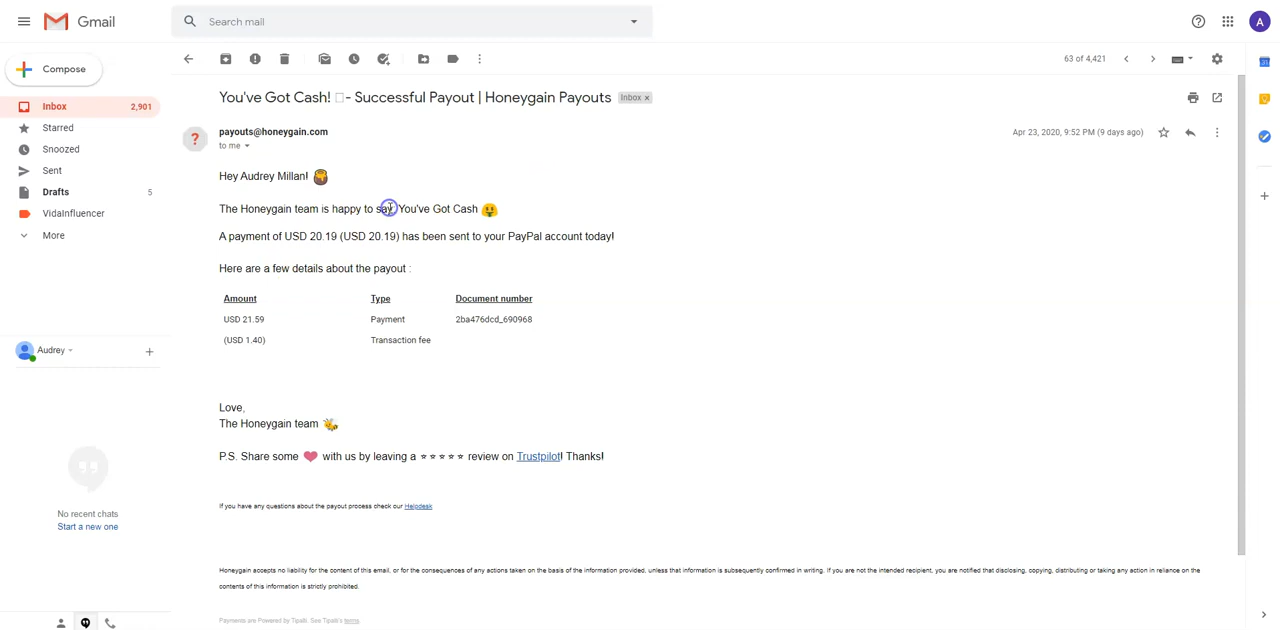 Gmail
Search mail
A
Compose
63 of 4,421
Inbox 2,901
Starred
Snoozed
Sent
Drafts 5
VidaInfluencer
More
Audrey
No recent chats
Start a new one
You've Got Cash! - Successful Payout | Honeygain Payouts Inbox x
payouts@honeygain.com
Apr 23, 2020, 9:52 PM (9 days ago)
to me
Hey Audrey Millan!
The Honeygain team is happy to say You've Got Cash
A payment of USD 20.19 (USD 20.19) has been sent to your PayPal account today!
Here are a few details about the payout :
Amount Type Document number
USD 21.59 Payment 2ba476dcd_690968
(USD 1.40) Transaction fee
Love,
The Honeygain team
P.S. Share some with us by leaving a review on Trustpilot! Thanks!
If you have any questions about the payout process check our Helpdesk
Honeygain accepts no liability for the content of this email, or for the consequences of any actions taken on the basis of the information provided, unless that information is subsequently confirmed in writing. If you are not the intended recipient, you are notified that disclosing, copying, distributing or taking any action in reliance on the
contents of this information is strictly prohibited.
Payments are Powered by Tipalti. See Tipalti's terms.